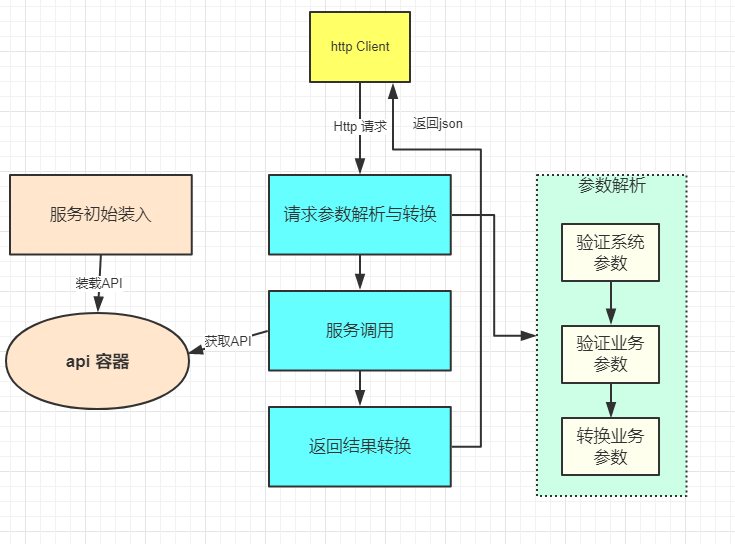 http Client
Http 请求
返回json
服务初始装入
请求参数解析与转换
参数解析
验证系统
参数
装载API
服务调用
获取API
api 容器
验证业务
参数
返回结果转换
转换业务
参数